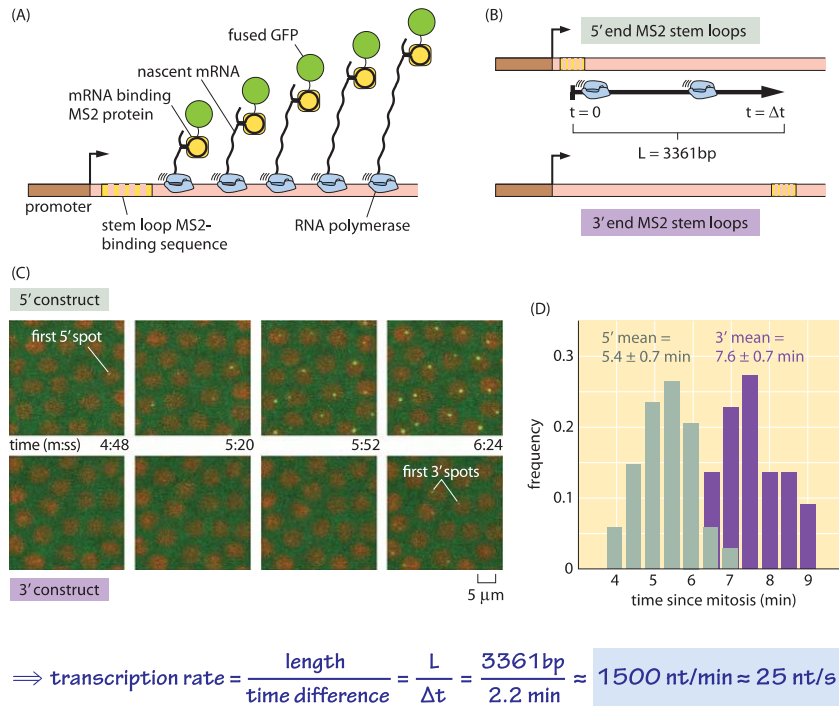 (A)
fused GFP
nascent mRNA
mRNA binding
MS2 protein
promoter
stem loop MS2-
binding sequence
RNA polymerase
(B)
5′ end MS2 stem loops
t = 0
t = Δt
L = 3361bp
3′ end MS2 stem loops
(C)
5′ construct
first 5′ spot
time (m:ss) 4:48 5:20 5:52 6:24
first 3′ spots
3′ construct
5 μm
(D)
5′ mean =
5.4 ± 0.7 min
3′ mean =
7.6 ± 0.7 min
frequency
0.3
0.2
0.1
0
4 5 6 7 8 9
time since mitosis (min)
⟹ transcription rate = length / time difference = L / Δt = 3361bp / 2.2 min ≈ 1500 nt/min ≈ 25 nt/s